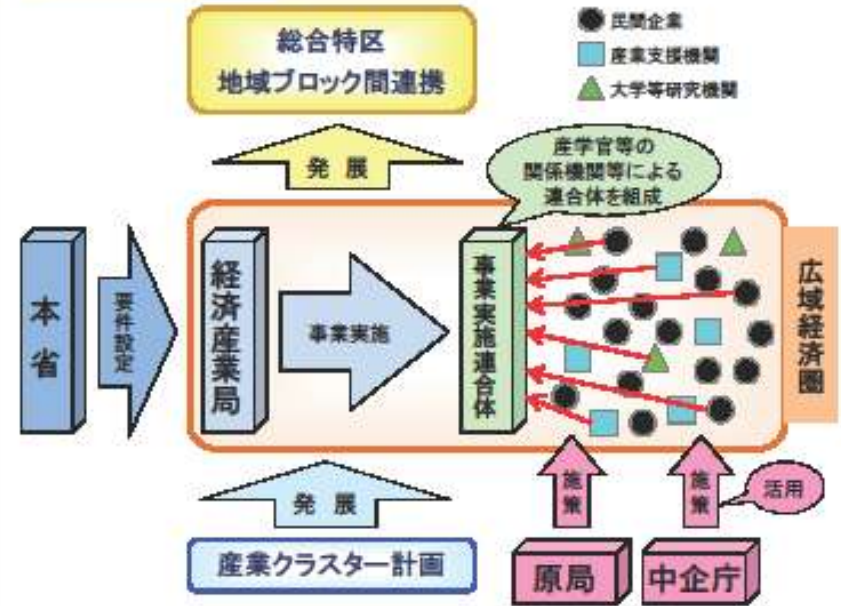 総合特区
地域ブロック間連携
民間企業
産業支援機関
大学等研究機関
発展
産学官等の
関係機関等による
連合体を組成
本省
要件設定
経済産業局
事業実施
事業実施連合体
広域経済圏
発展
施策
施策
活用
産業クラスター計画
原局
中企庁